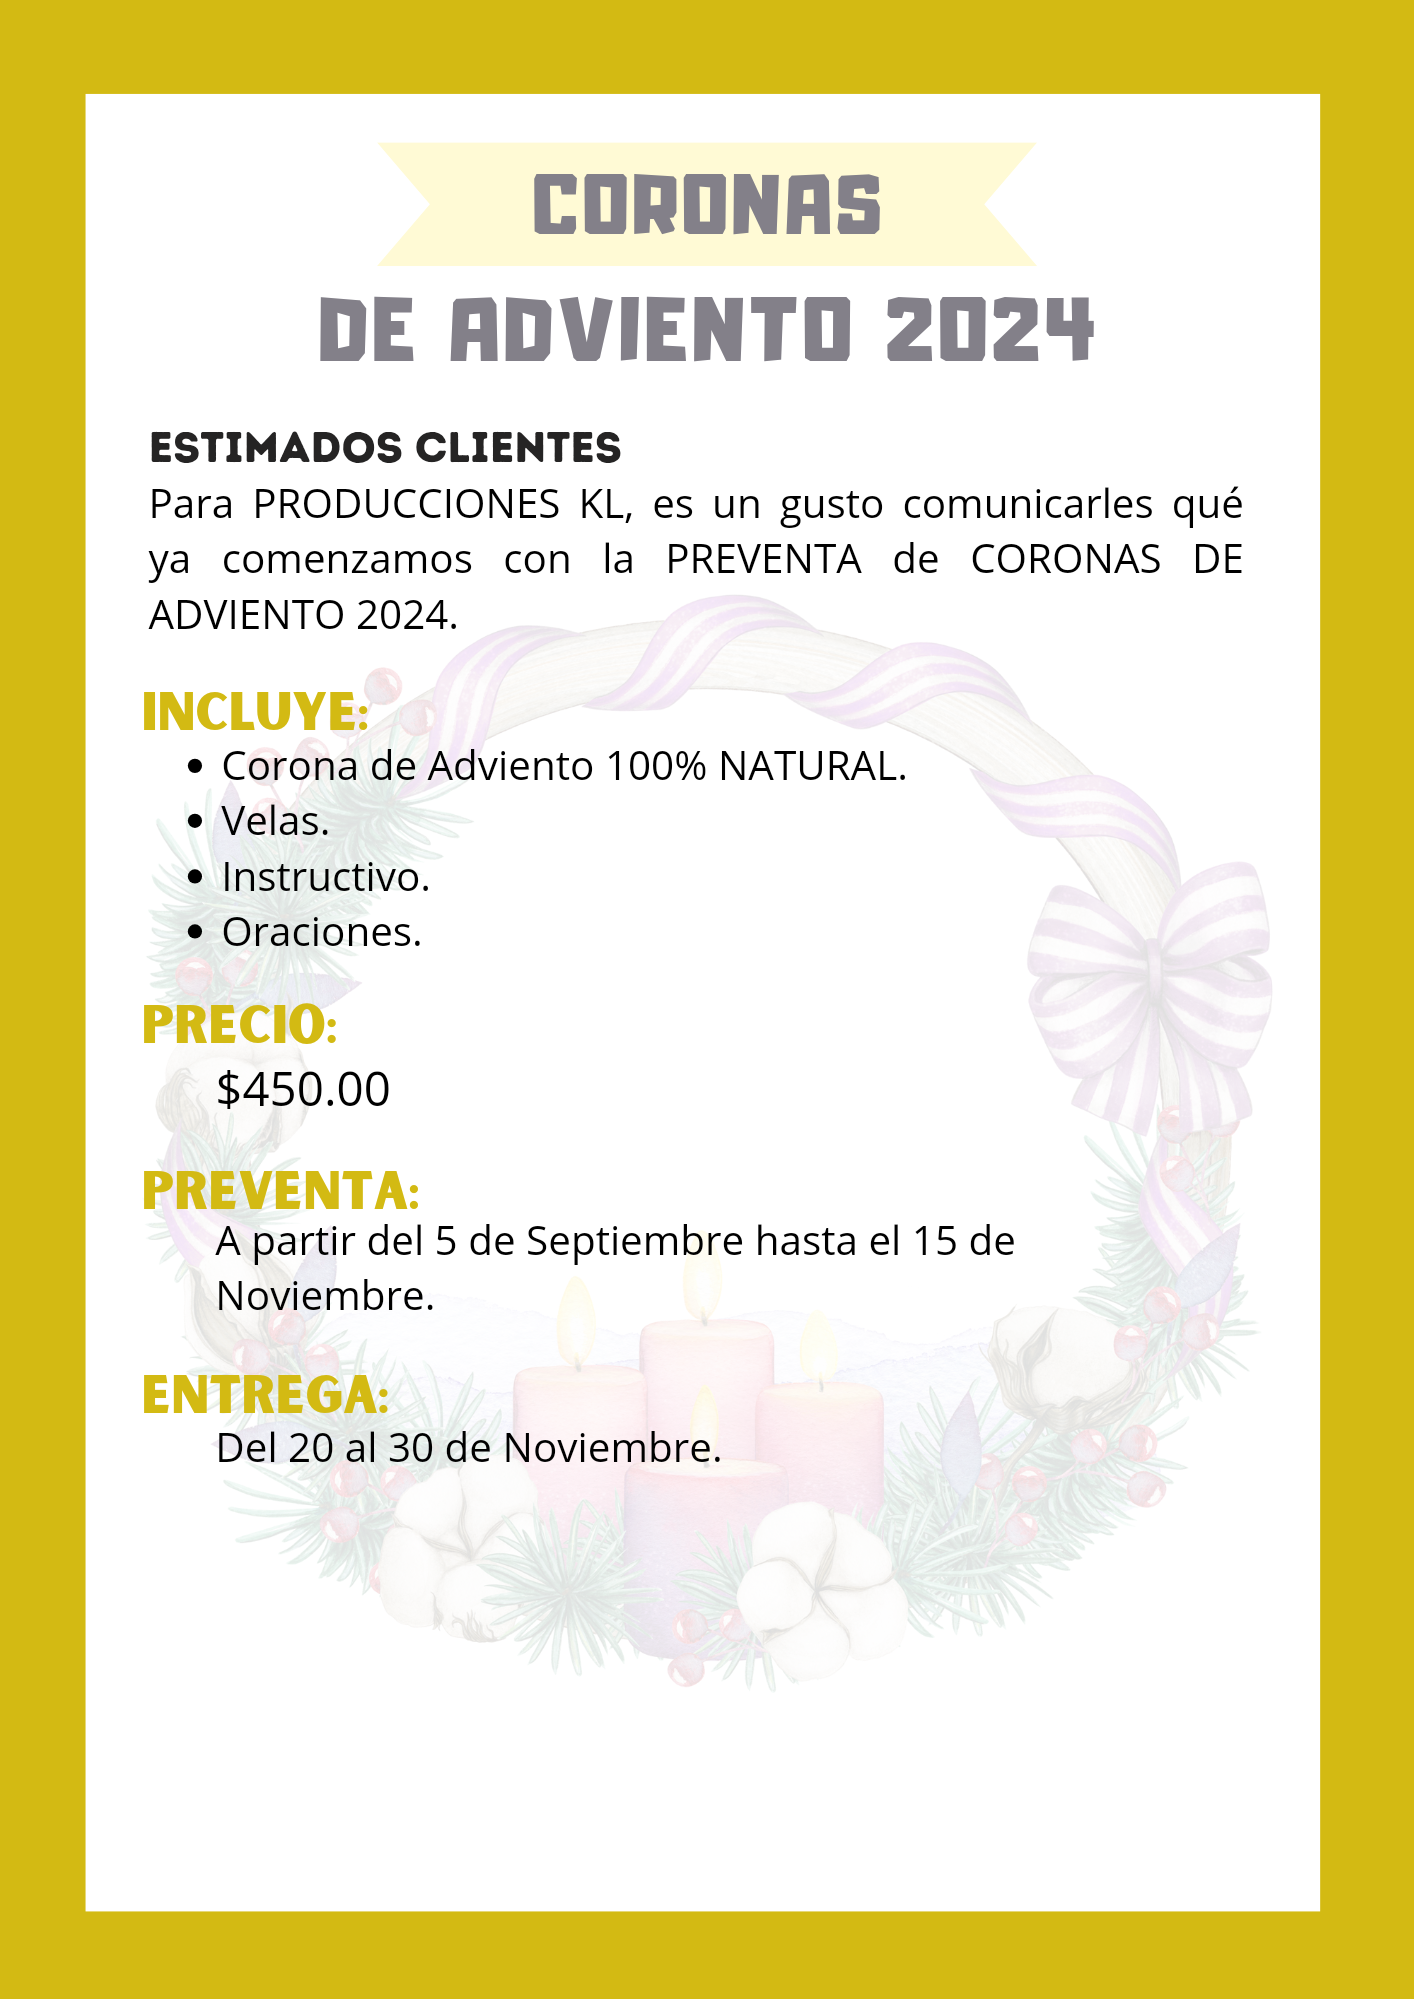 CORONAS
DE ADVIENTO 2024
ESTIMADOS CLIENTES
Para PRODUCCIONES KL, es un gusto comunicarles qué
ya comenzamos con la PREVENTA de CORONAS DE
ADVIENTO 2024.
INCLUYE:
• Corona de Adviento 100% NATURAL.
• Velas.
• Instructivo.
• Oraciones.
PRECIO:
$450.00
PREVENTA:
A partir del 5 de Septiembre hasta el 15 de
Noviembre.
ENTREGA:
Del 20 al 30 de Noviembre.